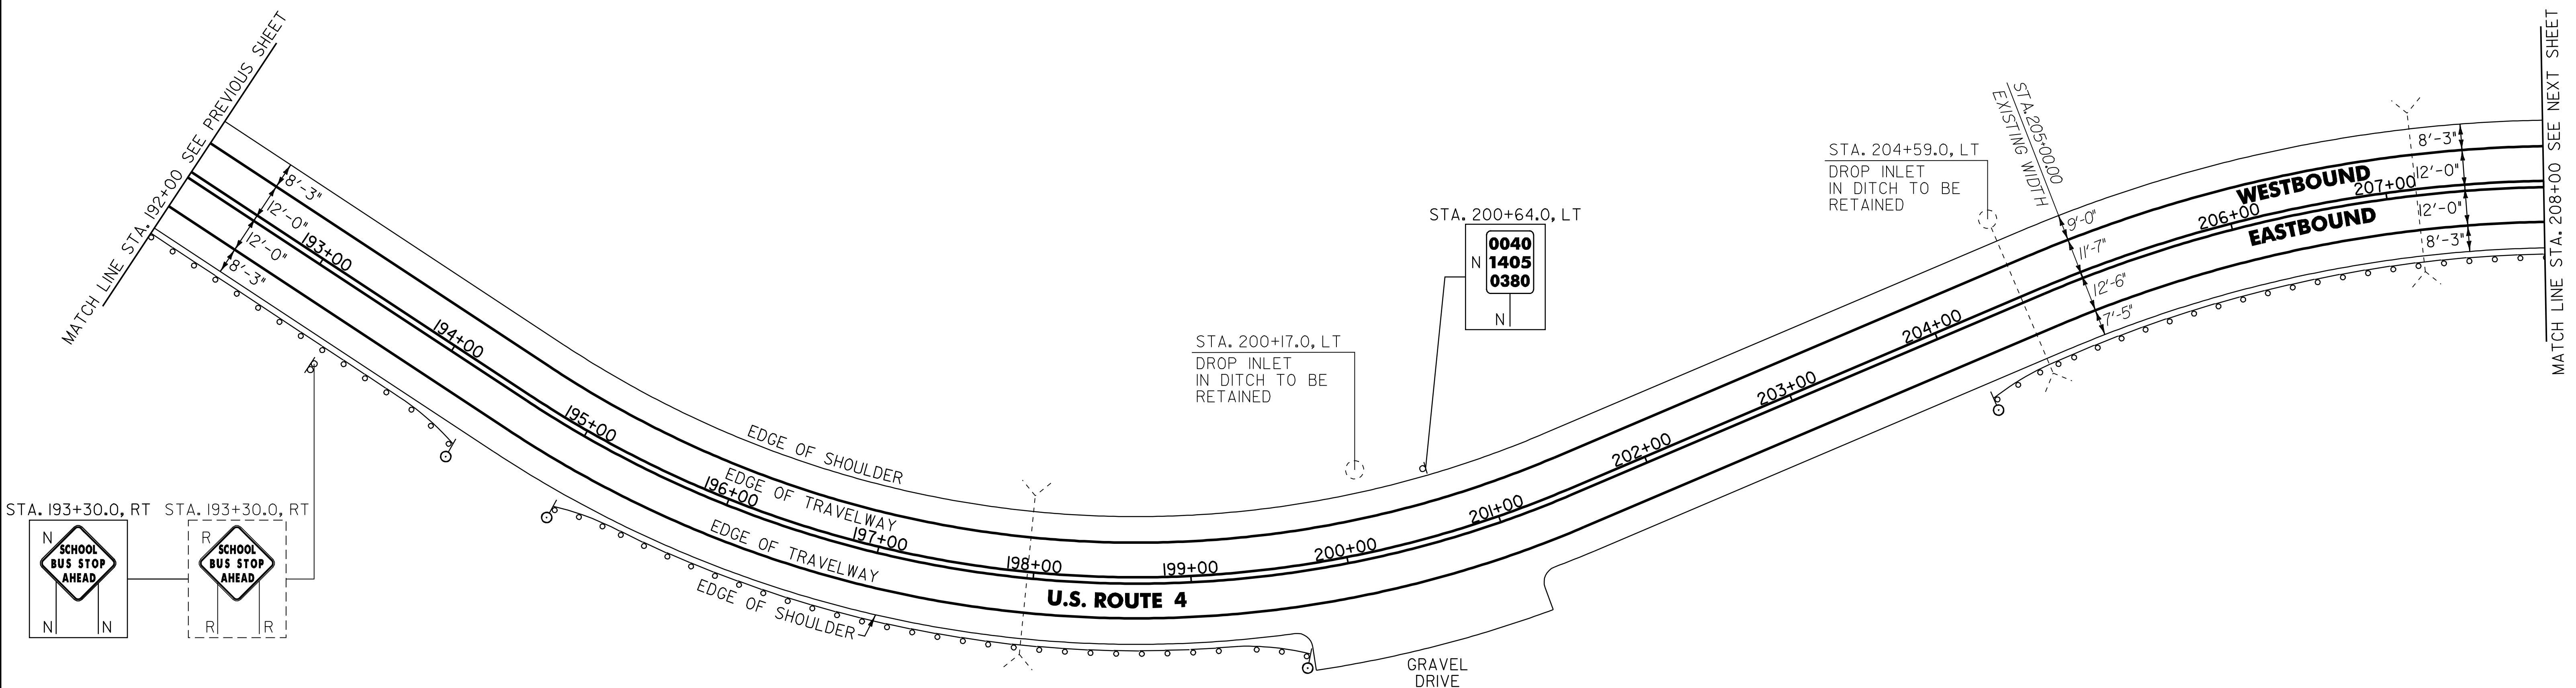 MATCH LINE STA. 192+00 SEE PREVIOUS SHEET
8'-3"
12'-0"
12'-0"
8'-3"
193+00
194+00
195+00
196+00
197+00
198+00
199+00
200+00
201+00
202+00
203+00
204+00
206+00
207+00
STA. 193+30.0, RT
N
SCHOOL
BUS STOP
AHEAD
N N
STA. 193+30.0, RT
R
SCHOOL
BUS STOP
AHEAD
R R
EDGE OF SHOULDER
EDGE OF TRAVELWAY
EDGE OF TRAVELWAY
EDGE OF SHOULDER
U.S. ROUTE 4
STA. 200+17.0, LT
DROP INLET
IN DITCH TO BE
RETAINED
STA. 200+64.0, LT
0040
N 1405
0380
N
GRAVEL
DRIVE
STA. 204+59.0, LT
DROP INLET
IN DITCH TO BE
RETAINED
STA. 205+00.00
EXISTING WIDTH
9'-0"
11'-7"
12'-6"
7'-5"
WESTBOUND
EASTBOUND
8'-3"
12'-0"
12'-0"
8'-3"
MATCH LINE STA. 208+00 SEE NEXT SHEET